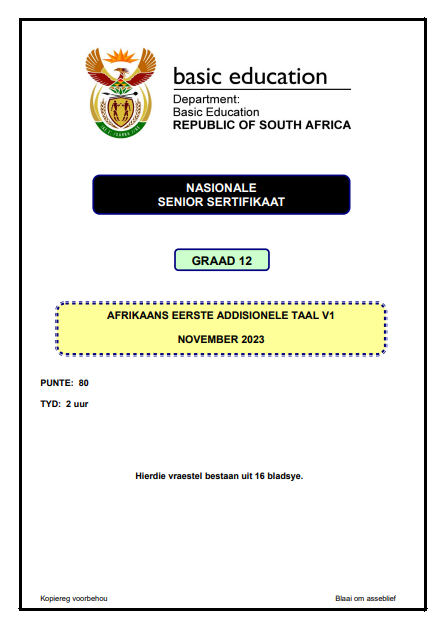 basic education
Department:
Basic Education
REPUBLIC OF SOUTH AFRICA
NASIONALE
SENIOR SERTIFIKAAT
GRAAD 12
AFRIKAANS EERSTE ADDISIONELE TAAL V1
NOVEMBER 2023
PUNTE: 80
TYD: 2 uur
Hierdie vraestel bestaan uit 16 bladsye.
Kopiereg voorbehou
Blaai om asseblief